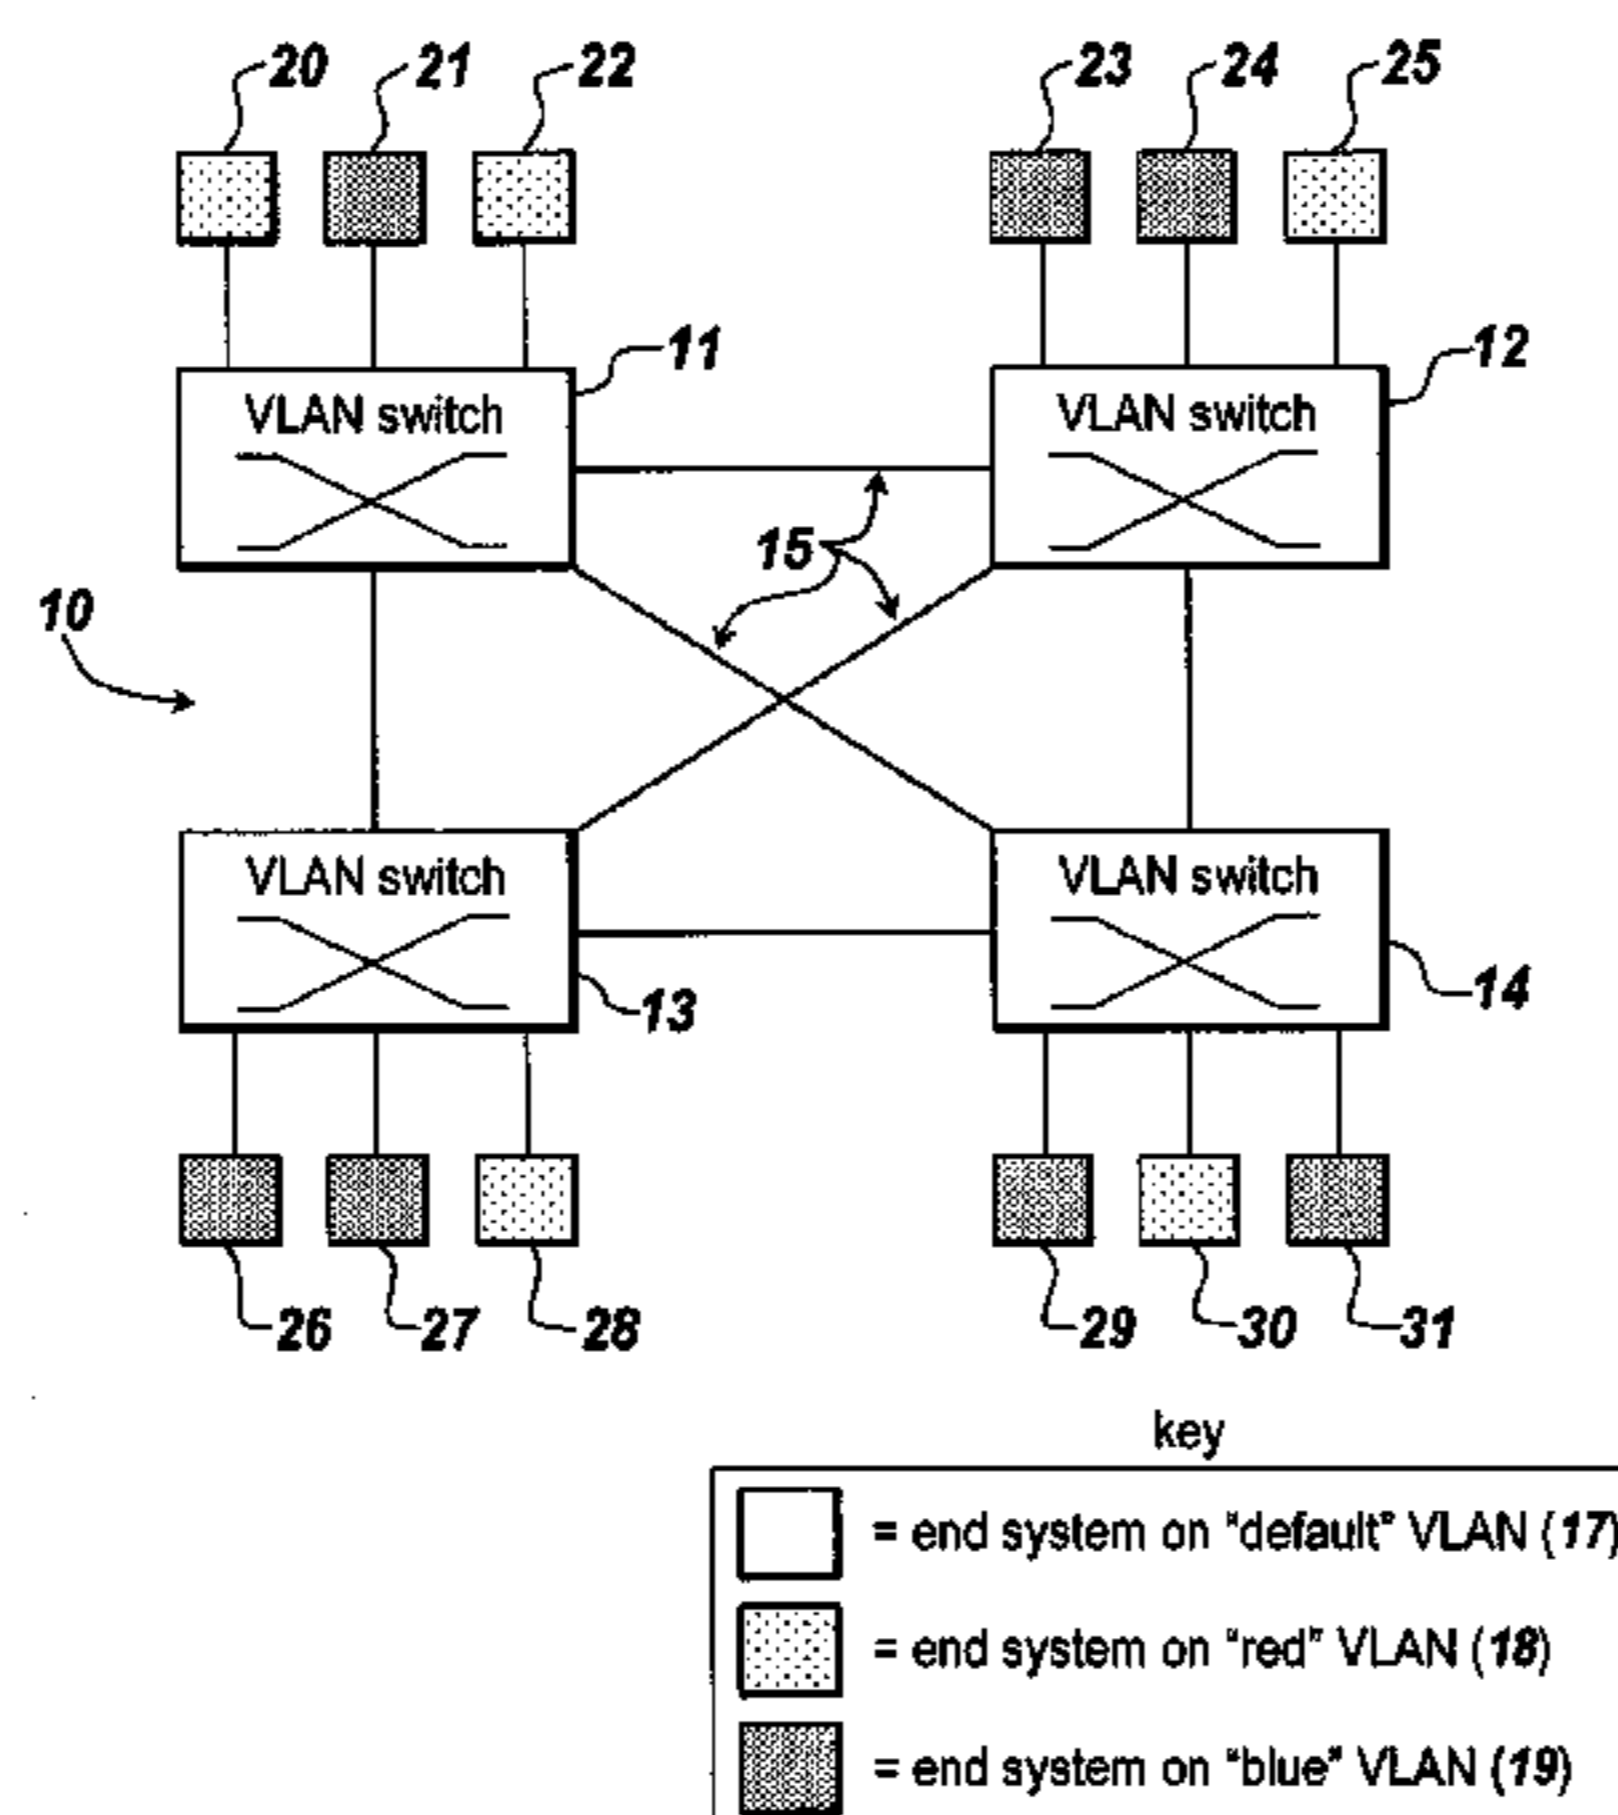 20 21 22 23 24 25
11 12
VLAN switch VLAN switch
15
10
VLAN switch VLAN switch
13 14
26 27 28 29 30 31
key
= end system on "default" VLAN (17)
= end system on "red" VLAN (18)
= end system on "blue" VLAN (19)